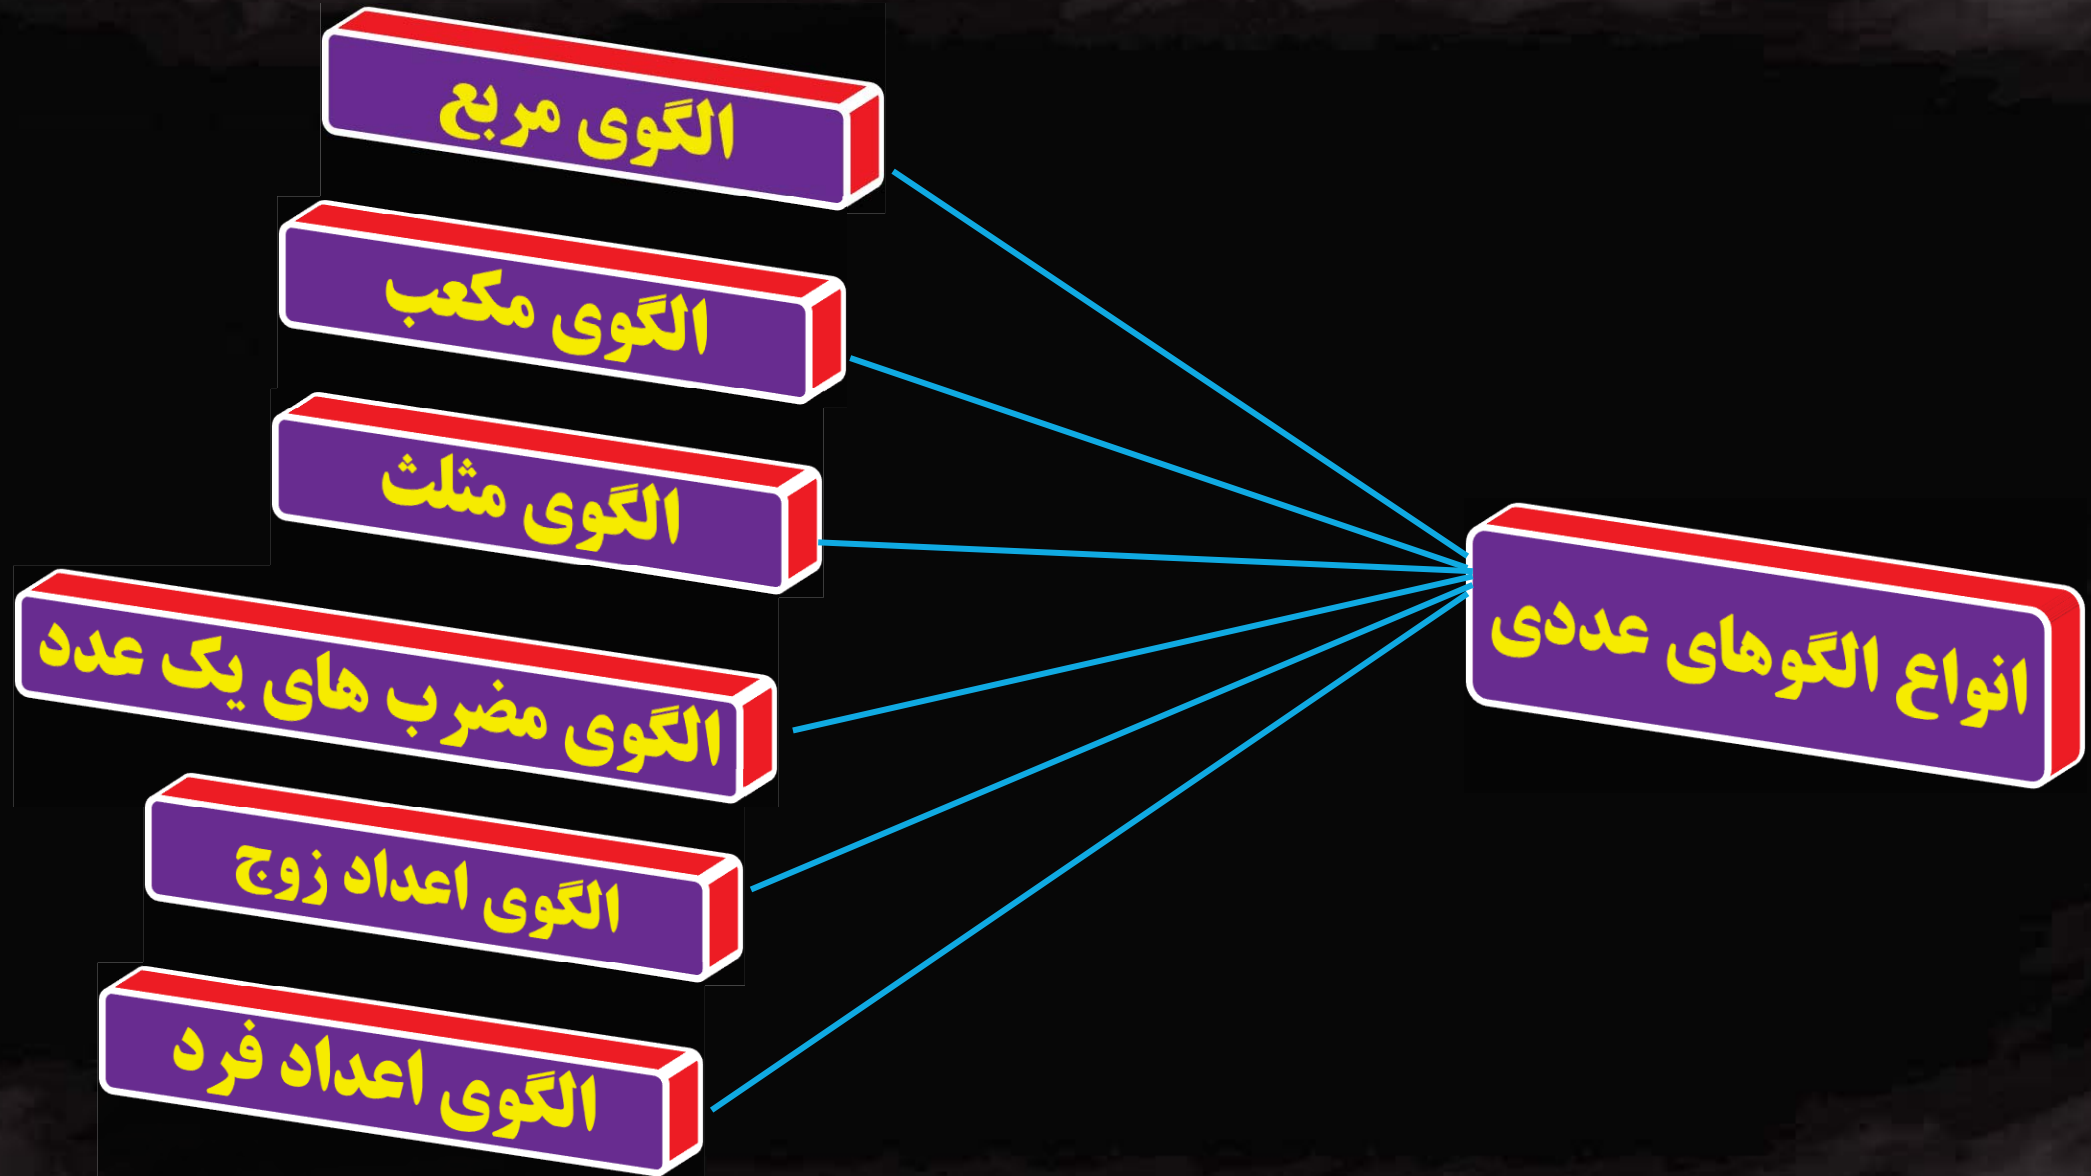 انواع الگوهای عددی
الگوی مربع
الگوی مکعب
الگوی مثلث
الگوی مضرب های یک عدد
الگوی اعداد زوج
الگوی اعداد فرد